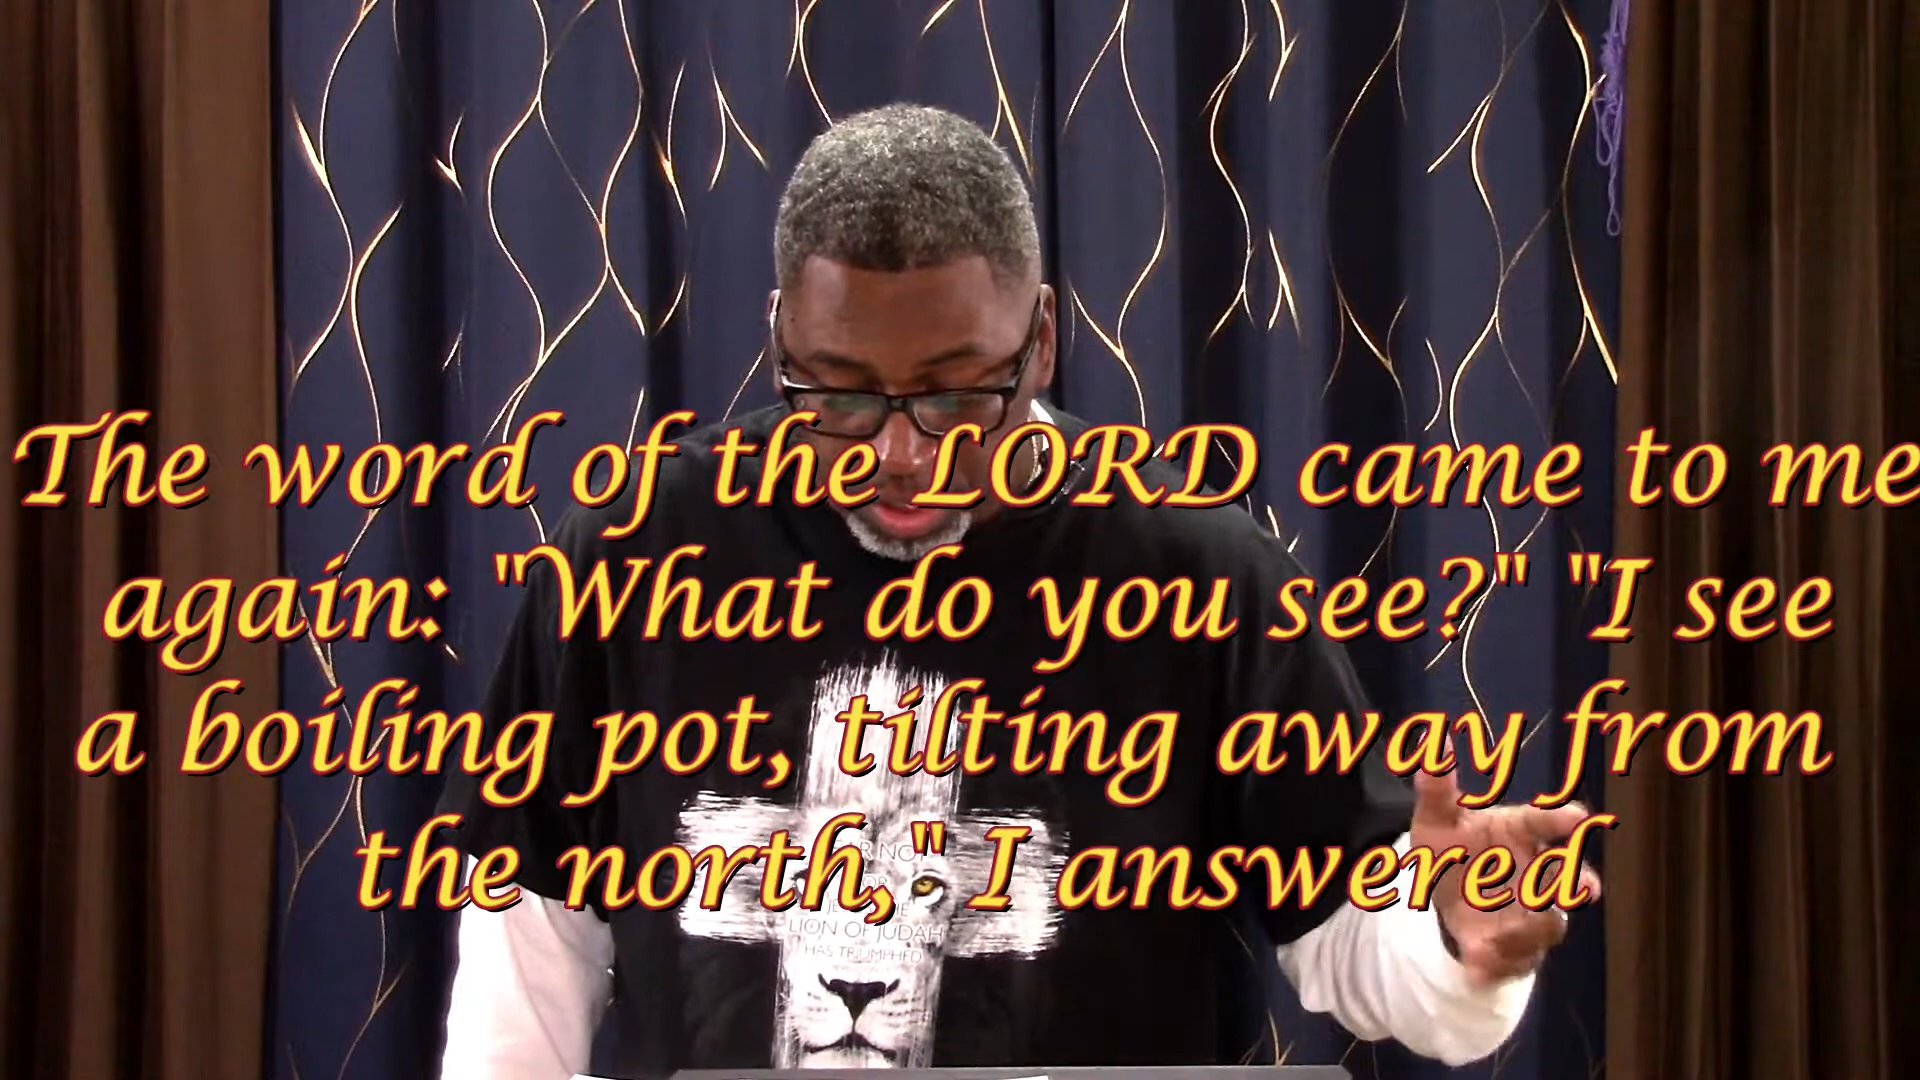 The word of the LORD came to me
again: "What do you see?" "I see
a boiling pot, tilting away from
the north," I answered
LION OF JUDAH
HAS TRIUMPHED